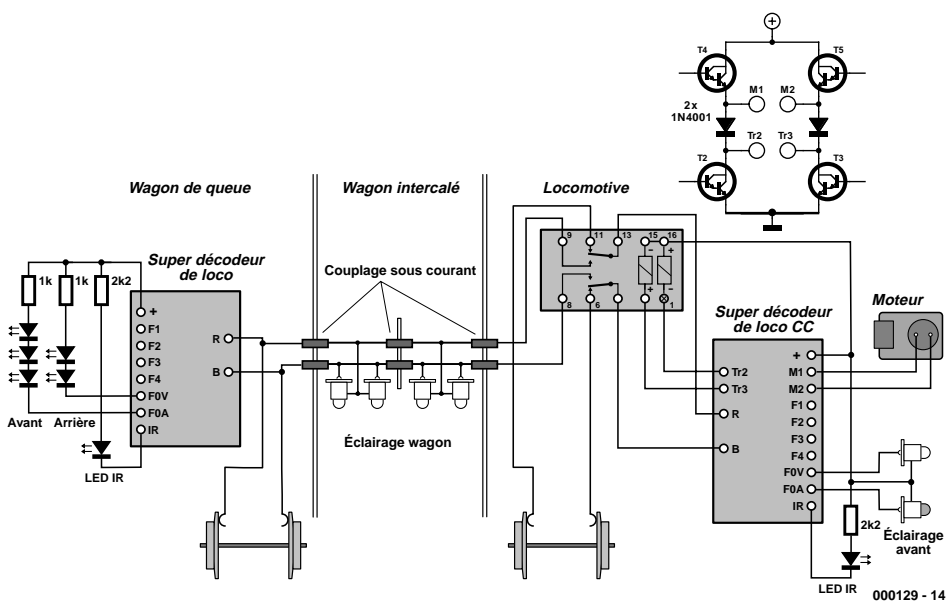 T4
T5
M1
M2
2x
1N4001
Tr2
Tr3
T2
T3
Wagon de queue
Wagon intercalé
Locomotive
Super décodeur
de loco
1k
1k
2k2
+
F1
F2
F3
F4
F0V
F0A
IR
R
B
Avant
Arrière
LED IR
Couplage sous courant
Éclairage wagon
9
11
13
15
16
8
6
1
Super décodeur
de loco CC
Moteur
Tr2
Tr3
R
B
+
M1
M2
F1
F2
F3
F4
F0V
F0A
IR
2k2
Éclairage
avant
LED IR
000129 - 14